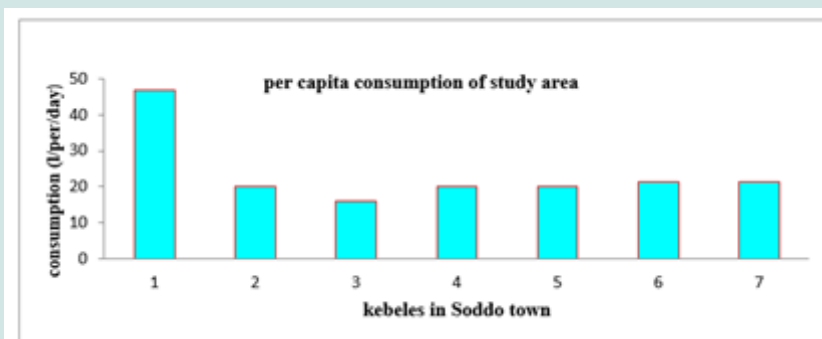 per capita consumption of study area
consumption (l/per/day)
50
40
30
20
10
0
1 2 3 4 5 6 7
kebeles in Soddo town